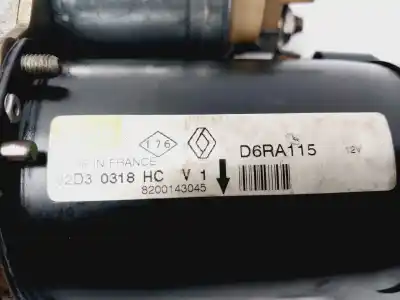 176 D6RA115 12V
IN FRANCE
2D3 0318 HC V 1
8200143045